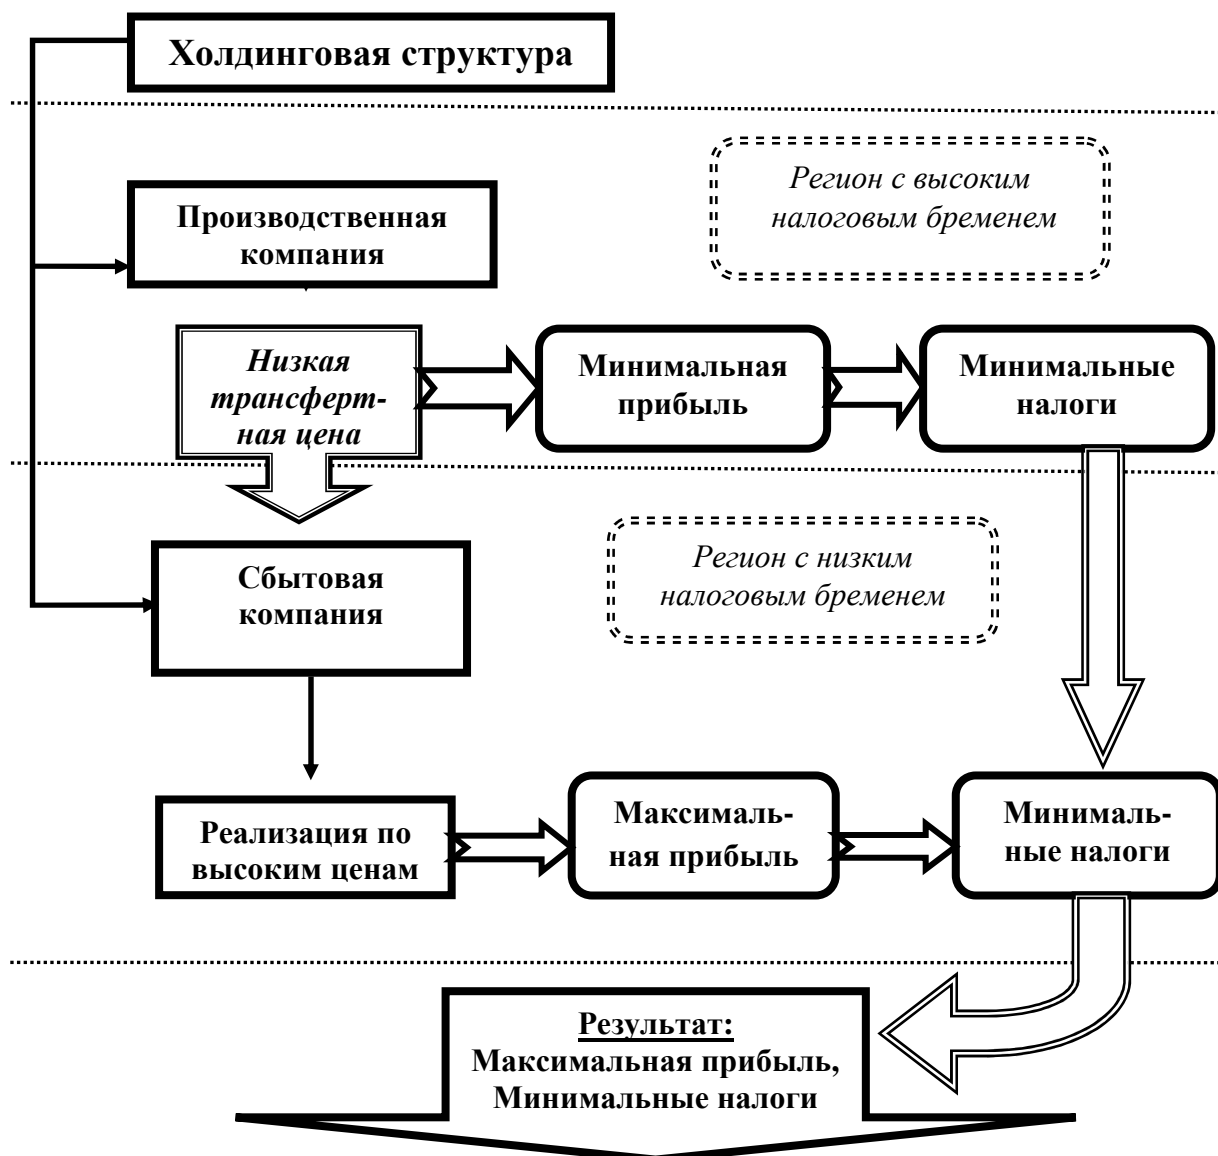 Холдинговая структура
Регион с высоким
налоговым бременем
Производственная
компания
Низкая
трансферт-
ная цена
Минимальная
прибыль
Минимальные
налоги
Регион с низким
налоговым бременем
Сбытовая
компания
Реализация по
высоким ценам
Максималь-
ная прибыль
Минималь-
ные налоги
Результат:
Максимальная прибыль,
Минимальные налоги